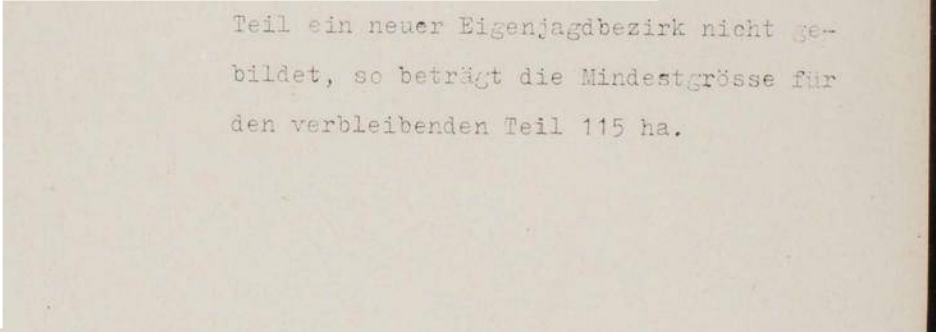 Teil ein neuer Eigenjagdbezirk nicht ge-
bildet, so beträgt die Mindestgrösse für
den verbleibenden Teil 115 ha.